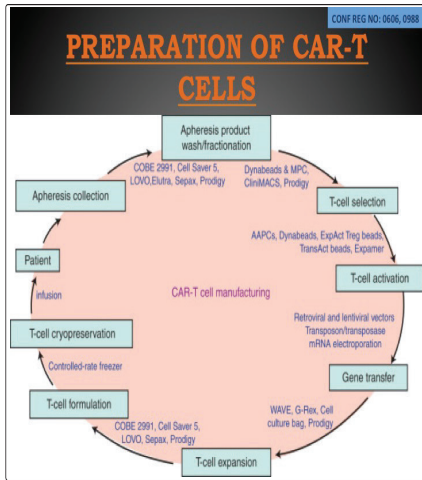 CONF REG NO: 0606, 0988
PREPARATION OF CAR-T
CELLS
Apheresis product
wash/fractionation
COBE 2991, Cell Saver 5,
LOVO,Elutra, Sepax, Prodigy
Dynabeads & MPC,
CliniMACS, Prodigy
Apheresis collection
T-cell selection
AAPCs, Dynabeads, ExpAct Treg beads,
TransAct beads, Expamer
Patient
T-cell activation
infusion
CAR-T cell manufacturing
Retroviral and lentiviral vectors
Transposon/transposase
mRNA electroporation
T-cell cryopreservation
Controlled-rate freezer
Gene transfer
T-cell formulation
WAVE, G-Rex, Cell
culture bag, Prodigy
COBE 2991, Cell Saver 5,
LOVO, Sepax, Prodigy
T-cell expansion